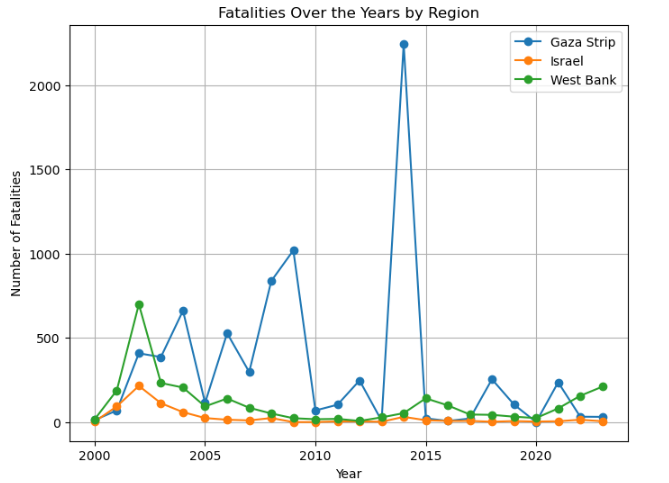 Fatalities Over the Years by Region
Gaza Strip
Israel
West Bank
Number of Fatalities
2000
1500
1000
500
0
2000
2005
2010
2015
2020
Year